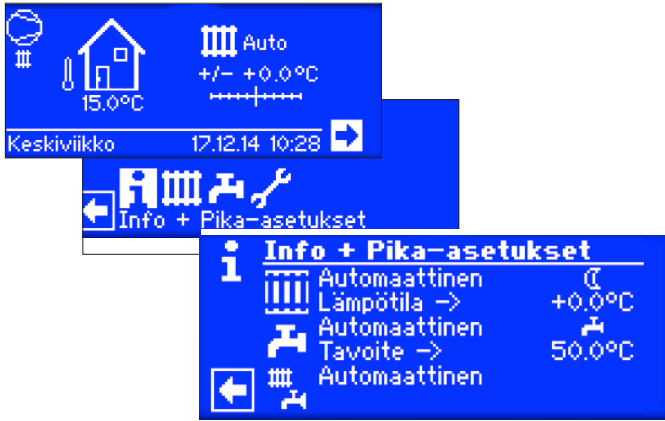 Auto
+/- +0.0°C
15.0°C
Keskiviikko 17.12.14 10:28
Info + Pika-asetukset
Info + Pika-asetukset
Automaattinen
Lämpötila -> +0.0°C
Automaattinen
Tavoite -> 50.0°C
Automaattinen